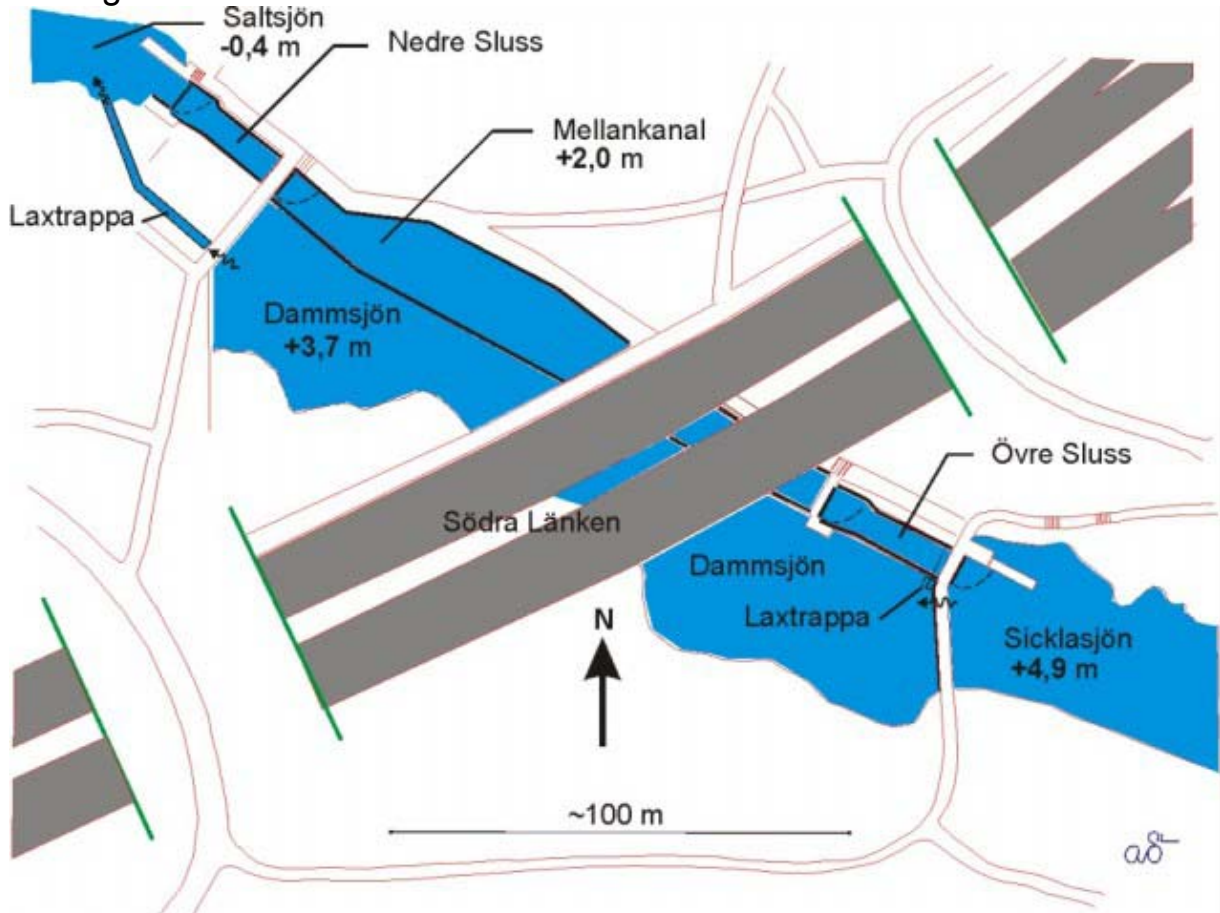 Saltsjön
-0,4 m
Nedre Sluss
Mellankanal
+2,0 m
Laxtrappa
Dammsjön
+3,7 m
Övre Sluss
Södra Länken
Dammsjön
Laxtrappa
N
Sicklasjön
+4,9 m
~100 m